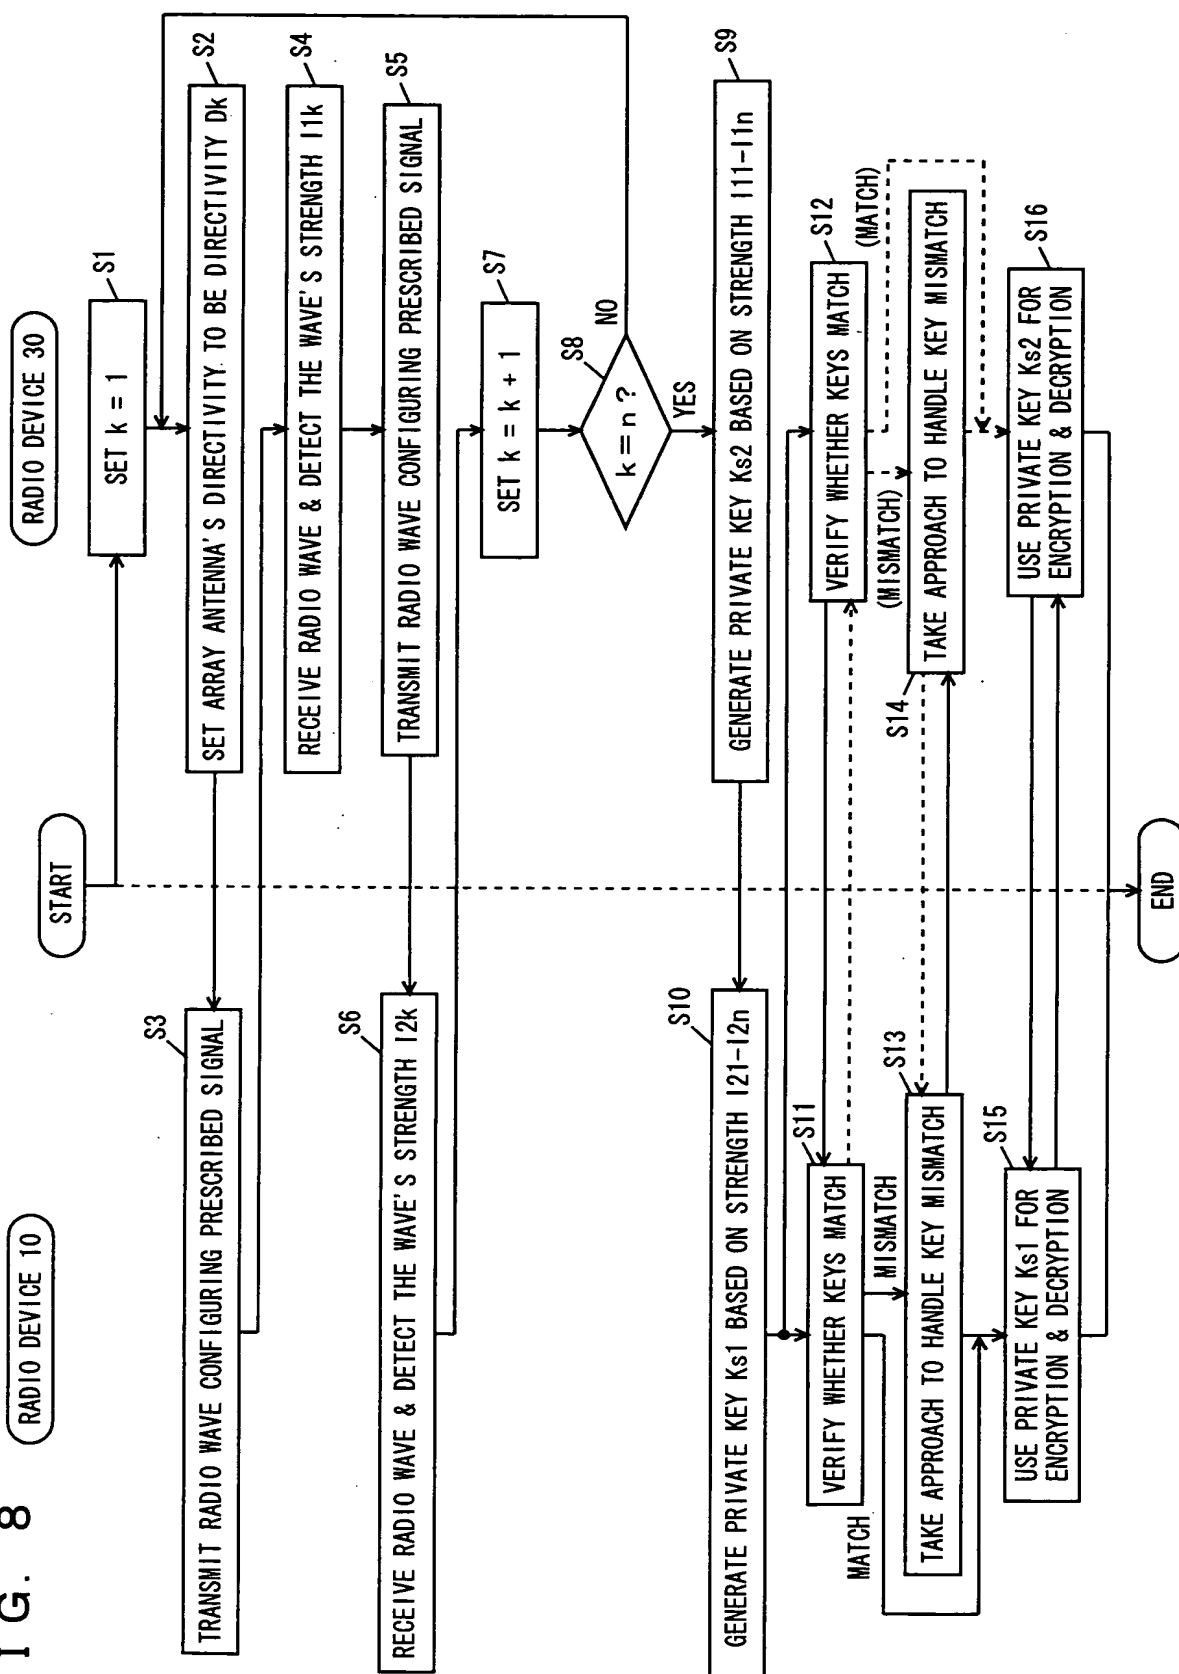 FIG. 8
RADIO DEVICE 10
RADIO DEVICE 30
START
S1
SET k = 1
S2
SET ARRAY ANTENNA'S DIRECTIVITY TO BE DIRECTIVITY Dk
S3
TRANSMIT RADIO WAVE CONFIGURING PRESCRIBED SIGNAL
S4
RECEIVE RADIO WAVE & DETECT THE WAVE'S STRENGTH I1k
S5
TRANSMIT RADIO WAVE CONFIGURING PRESCRIBED SIGNAL
S6
RECEIVE RADIO WAVE & DETECT THE WAVE'S STRENGTH I2k
S7
SET k = k + 1
S8
k = n ?
NO
YES
S9
GENERATE PRIVATE KEY Ks2 BASED ON STRENGTH I11-I1n
S10
GENERATE PRIVATE KEY Ks1 BASED ON STRENGTH I21-I2n
S11
VERIFY WHETHER KEYS MATCH
S12
VERIFY WHETHER KEYS MATCH
MATCH
MISMATCH
(MISMATCH)
(MATCH)
S13
TAKE APPROACH TO HANDLE KEY MISMATCH
S14
TAKE APPROACH TO HANDLE KEY MISMATCH
S15
USE PRIVATE KEY Ks1 FOR
ENCRYPTION & DECRYPTION
S16
USE PRIVATE KEY Ks2 FOR
ENCRYPTION & DECRYPTION
END